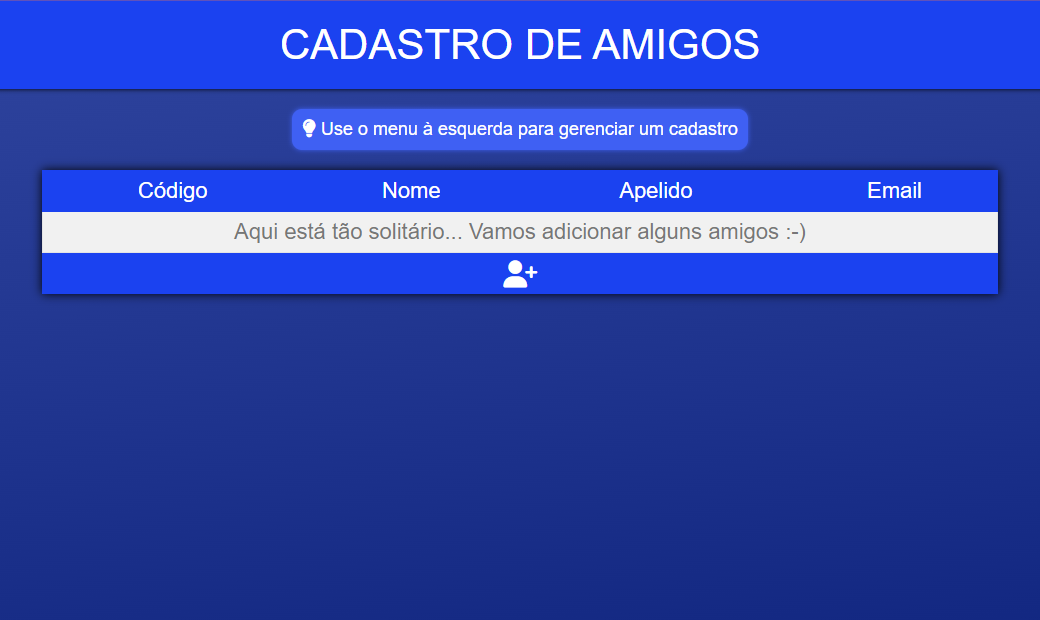 CADASTRO DE AMIGOS
Use o menu à esquerda para gerenciar um cadastro
Código Nome Apelido Email
Aqui está tão solitário... Vamos adicionar alguns amigos :-)